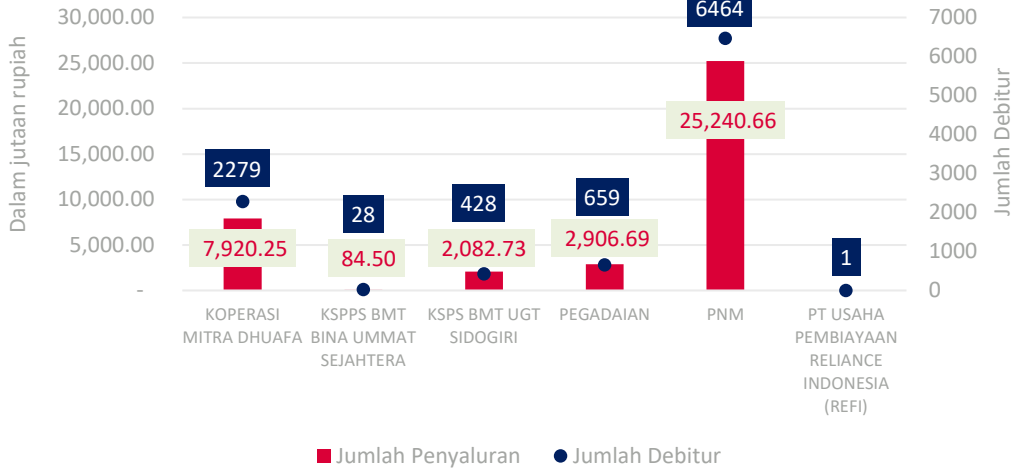 30,000.00
25,000.00
20,000.00
15,000.00
10,000.00
5,000.00
-
Dalam jutaan rupiah
6464
25,240.66
2279
7,920.25
28
84.50
428
2,082.73
659
2,906.69
1
7000
6000
5000
4000
3000
2000
1000
0
Jumlah Debitur
KOPERASI
MITRA DHUAFA
KSPPS BMT
BINA UMMAT
SEJAHTERA
KSPS BMT UGT
SIDOGIRI
PEGADAIAN
PNM
PT USAHA
PEMBIAYAAN
RELIANCE
INDONESIA
(REFI)
Jumlah Penyaluran
Jumlah Debitur